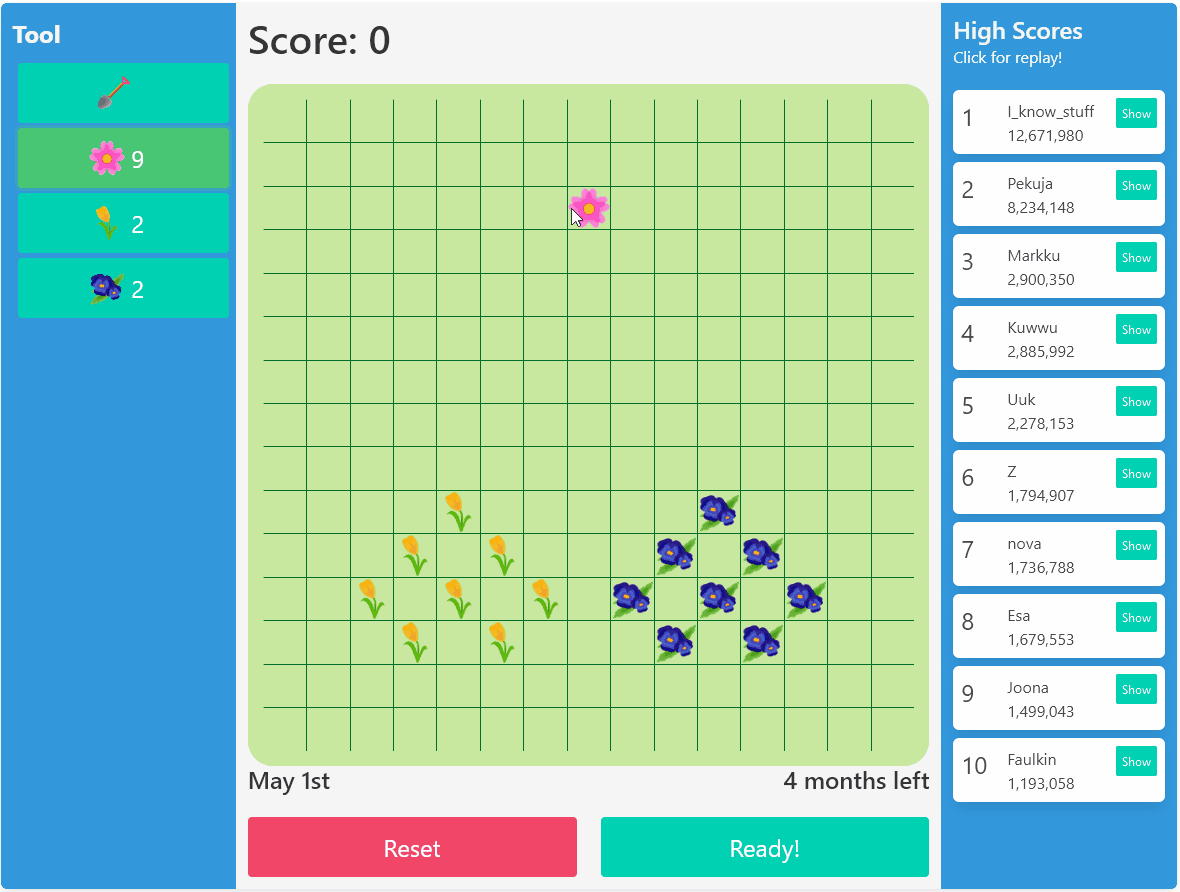 Tool
9
2
2
Score: 0
May 1st
4 months left
Reset
Ready!
High Scores
Click for replay!
1
I_know_stuff
12,671,980
Show
2
Pekuja
8,234,148
Show
3
Markku
2,900,350
Show
4
Kuwwu
2,885,992
Show
5
Uuk
2,278,153
Show
6
Z
1,794,907
Show
7
nova
1,736,788
Show
8
Esa
1,679,553
Show
9
Joona
1,499,043
Show
10
Faulkin
1,193,058
Show